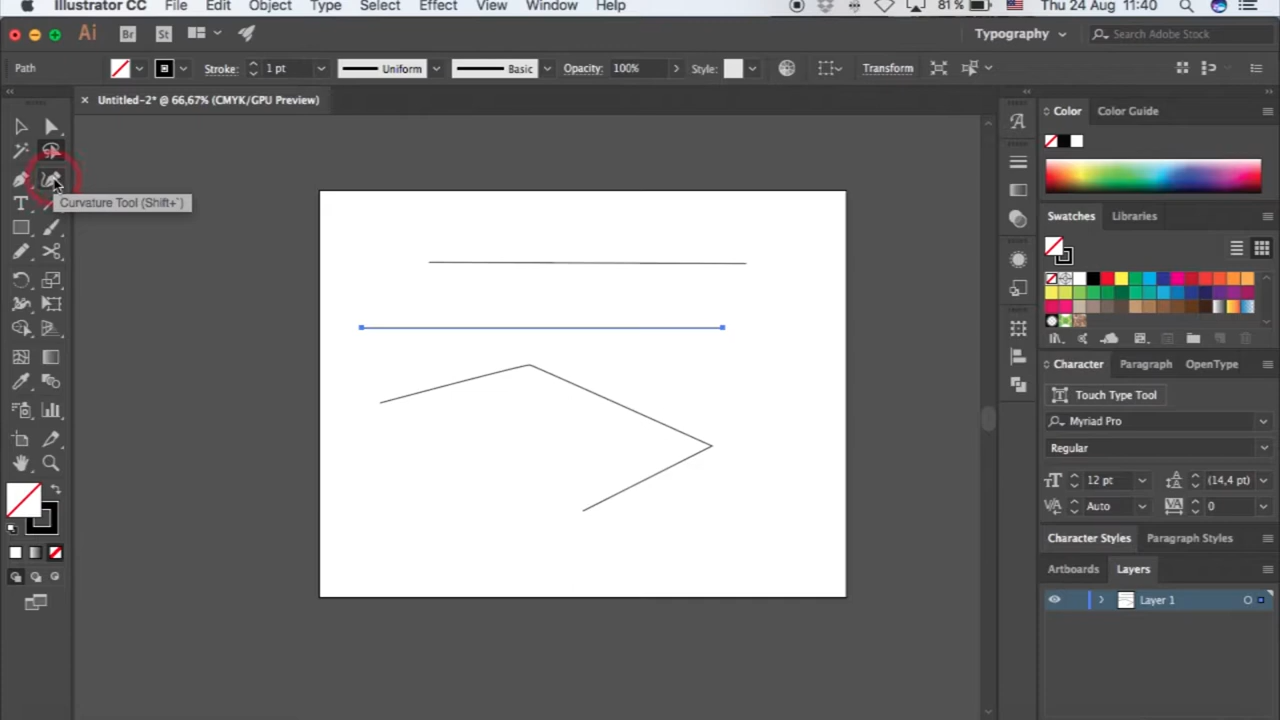 Illustrator CC File Edit Object Type Select Effect View Window Help 81 % Thu 24 Aug 11:40
Ai Br St Typography Search Adobe Stock
Path Stroke: 1 pt Uniform Basic Opacity: 100% Style: Transform
× Untitled-2* @ 66,67% (CMYK/GPU Preview)
Color Color Guide
Curvature Tool (Shift+`)
Swatches Libraries
Character Paragraph OpenType
Touch Type Tool
Myriad Pro
Regular
12 pt (14,4 pt)
Auto 0
Character Styles Paragraph Styles
Artboards Layers
Layer 1